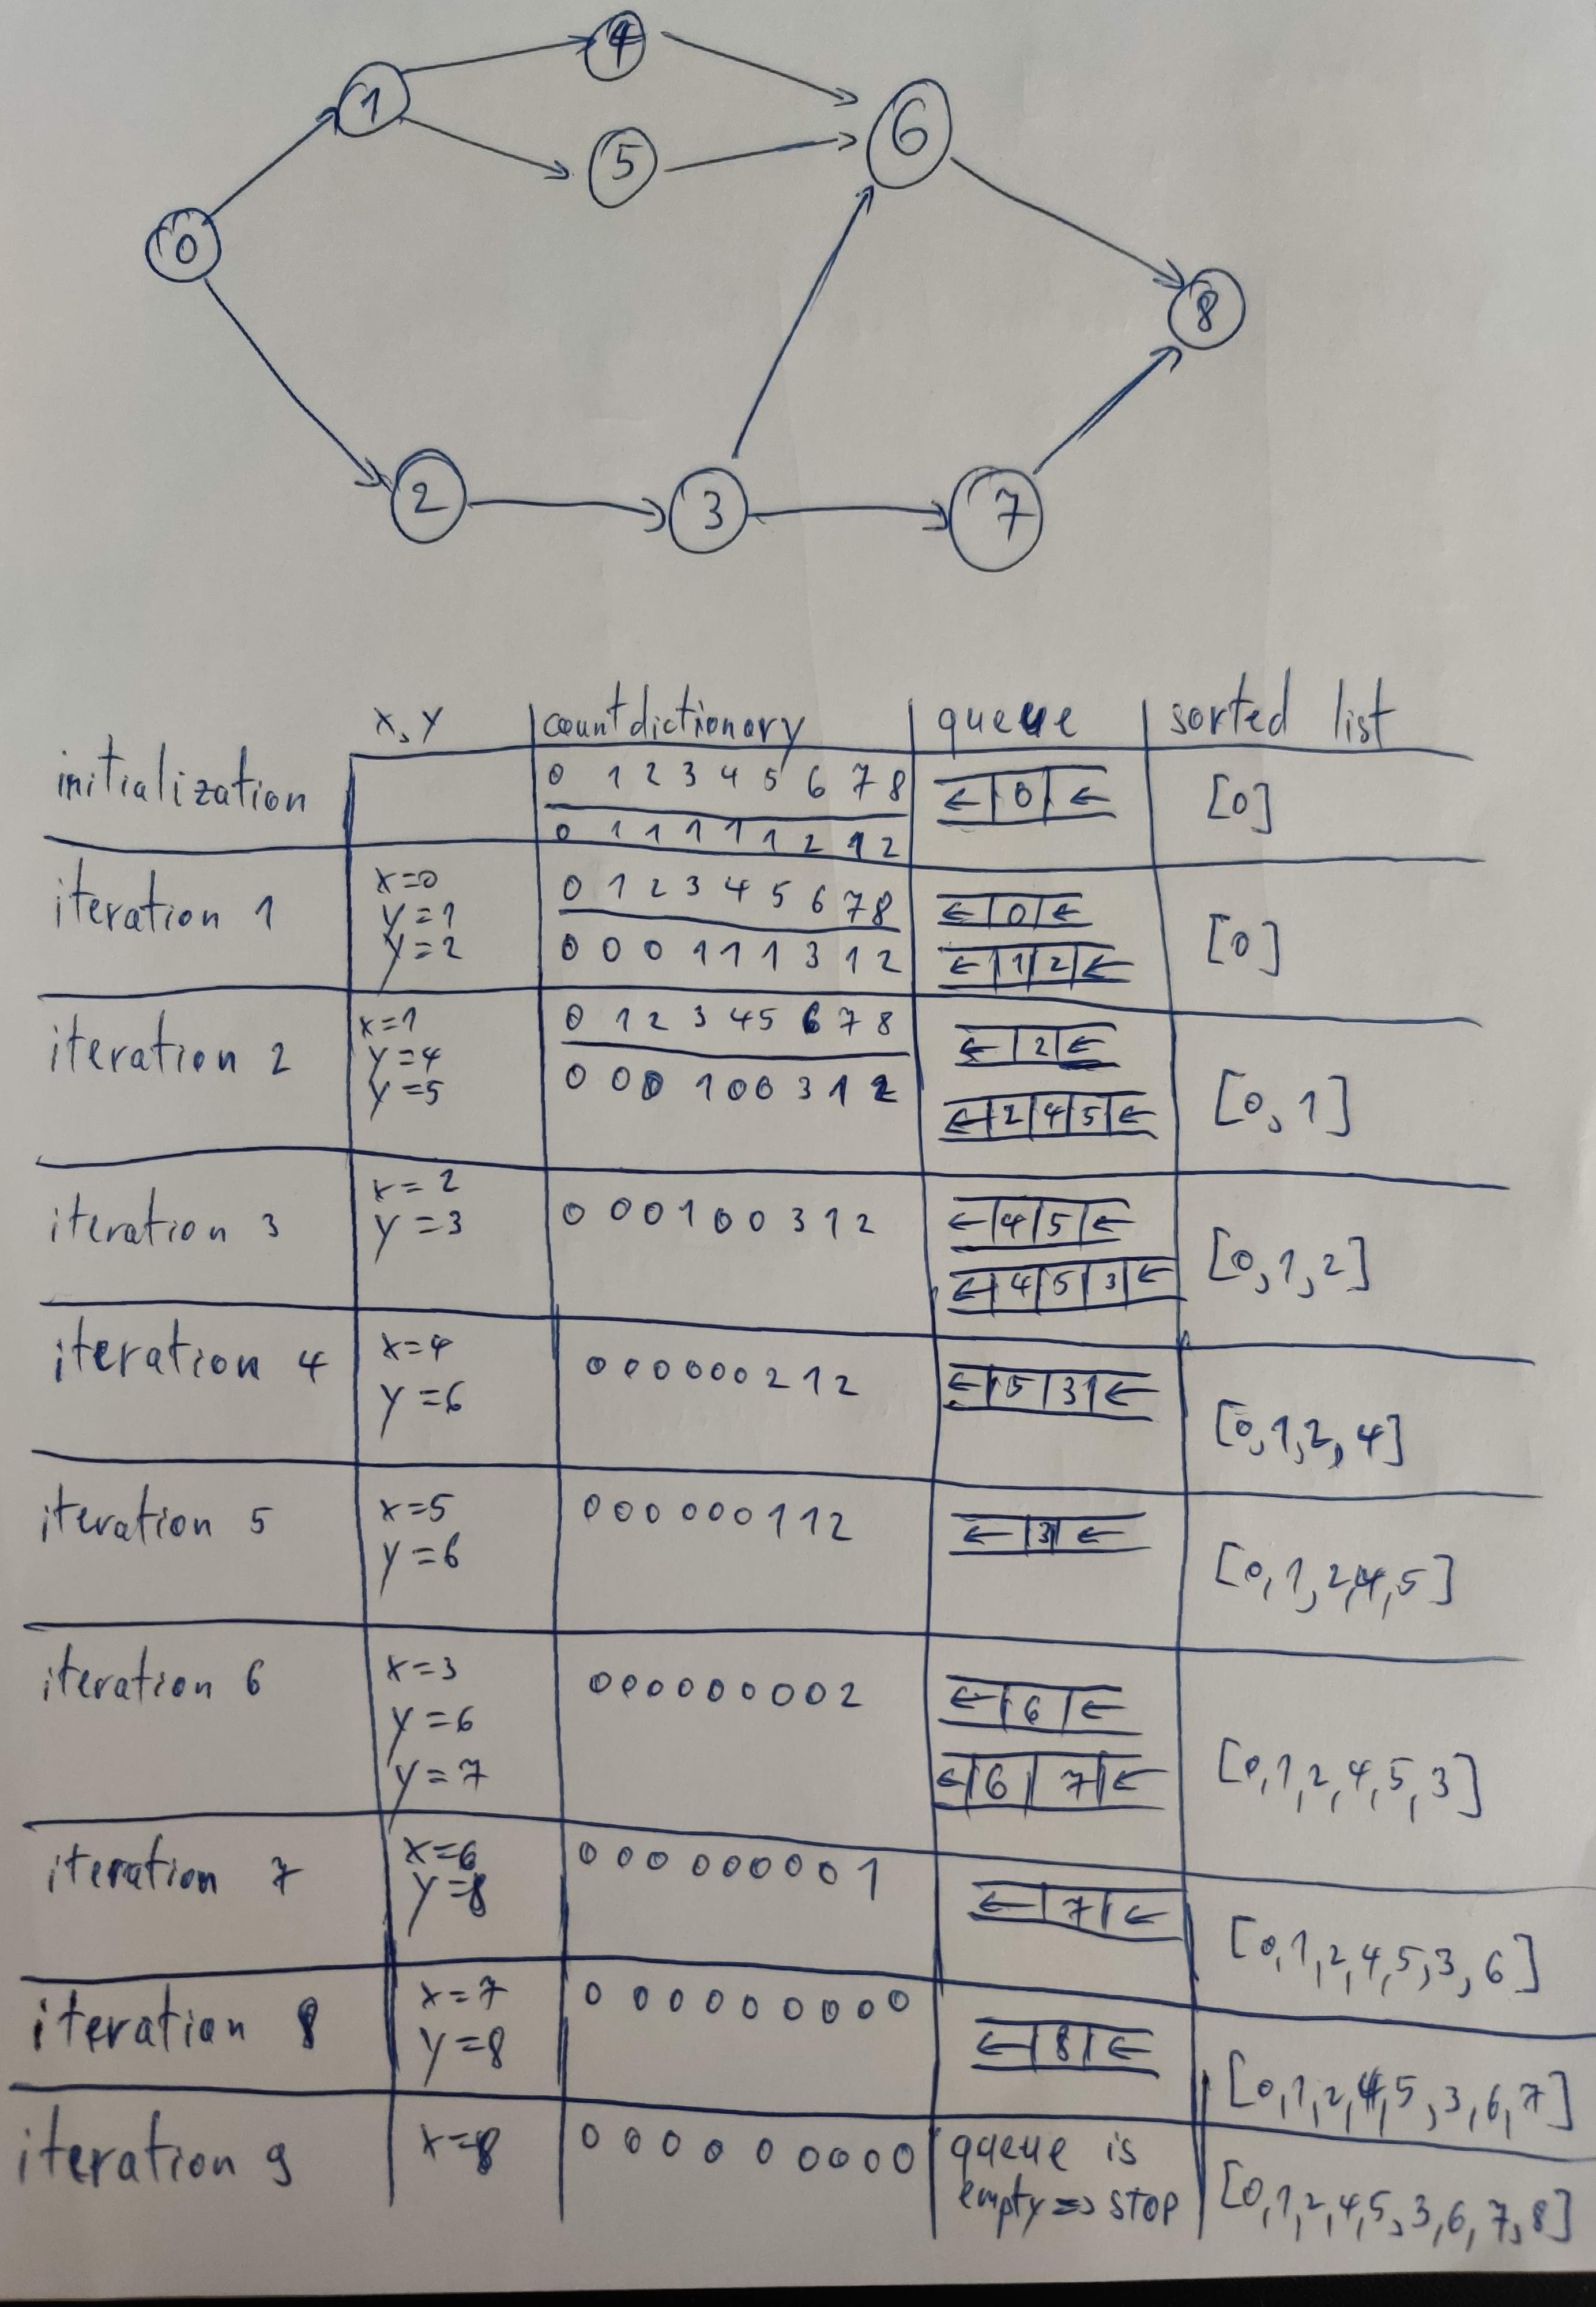 4
1
6
5
0
8
2 3 7
x, y countdictionary queue sorted list
initialization 0 1 2 3 4 5 6 7 8 ← 0 ← [0]
0 1 1 1 1 1 2 1 2
iteration 1 x=0 0 1 2 3 4 5 6 7 8 ← 0 ← [0]
y=1
y=2 0 0 0 1 1 1 3 1 2 ← 1 2 ←
iteration 2 x=1 0 1 2 3 4 5 6 7 8 ← 2 ← [0, 1]
y=4
y=5 0 0 0 1 0 0 3 1 2 ← 2 4 5 ←
iteration 3 x=2 0 0 0 1 0 0 3 1 2 ← 4 5 ← [0, 1, 2]
y=3 ← 4 5 3 ←
iteration 4 x=4 0 0 0 0 0 0 2 1 2 ← 5 3 ← [0, 1, 2, 4]
y=6
iteration 5 x=5 0 0 0 0 0 0 1 1 2 ← 3 ← [0, 1, 2, 4, 5]
y=6
iteration 6 x=3 0 0 0 0 0 0 0 0 2 ← 6 ← [0, 1, 2, 4, 5, 3]
y=6
y=7 ← 6 7 ←
iteration 7 x=6 0 0 0 0 0 0 0 0 1 ← 7 ← [0, 1, 2, 4, 5, 3, 6]
y=8
iteration 8 x=7 0 0 0 0 0 0 0 0 ← 8 ← [0, 1, 2, 4, 5, 3, 6, 7]
y=8
iteration 9 x=8 0 0 0 0 0 0 0 0 0 queue is [0, 1, 2, 4, 5, 3, 6, 7, 8]
empty => STOP